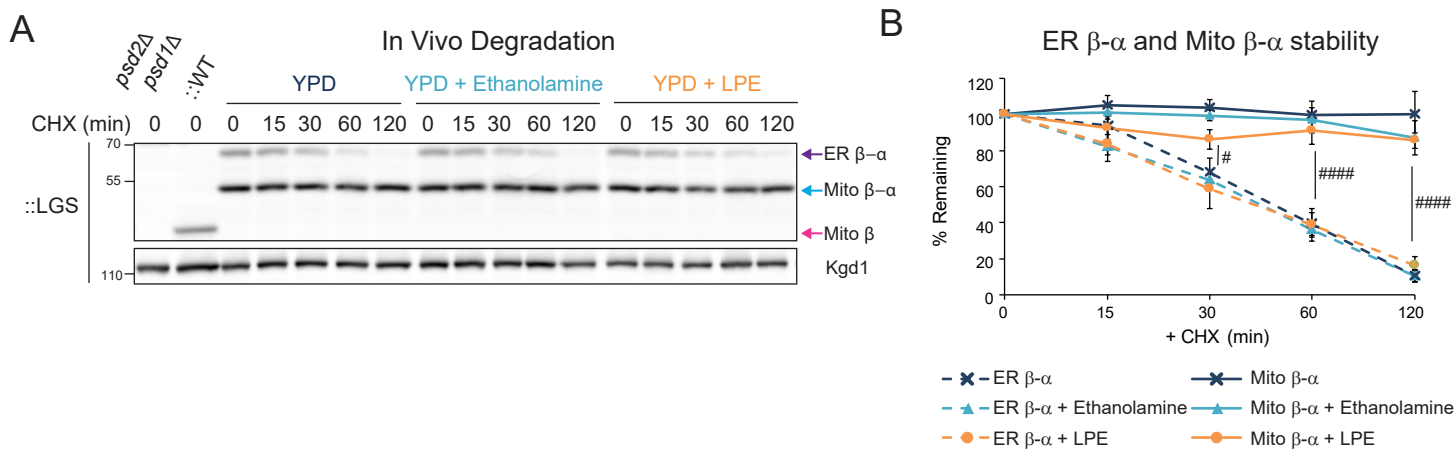 A
In Vivo Degradation
psd2Δ
psd1Δ
::WT
YPD
YPD + Ethanolamine
YPD + LPE
CHX (min) 0 0 0 15 30 60 120 0 15 30 60 120 0 15 30 60 120
70
55
110
::LGS
ER β–α
Mito β–α
Mito β
Kgd1
B
ER β-α and Mito β-α stability
% Remaining
120
100
80
60
40
20
0
#
####
####
0 15 30 60 120
+ CHX (min)
ER β-α
Mito β-α
ER β-α + Ethanolamine
Mito β-α + Ethanolamine
ER β-α + LPE
Mito β-α + LPE